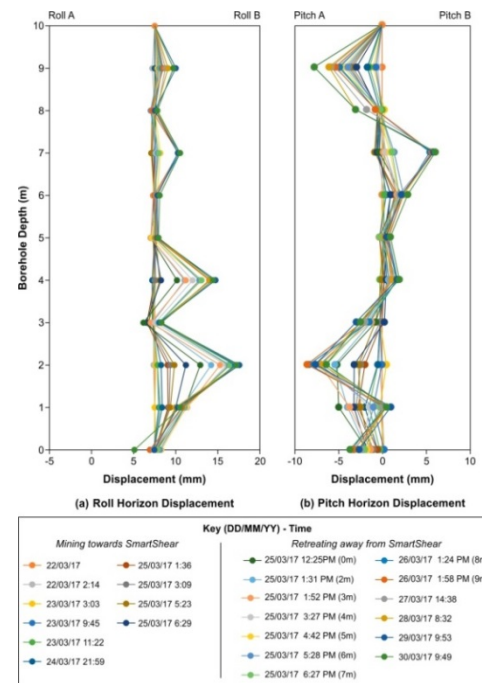 Roll A Roll B Pitch A Pitch B
10
9
8
7
6
5
4
3
2
1
0
Borehole Depth (m)
-5 0 5 10 15 20
-10 -5 0 5 10
Displacement (mm) Displacement (mm)
(a) Roll Horizon Displacement (b) Pitch Horizon Displacement
Key (DD/MM/YY) - Time
Mining towards SmartShear
22/03/17
22/03/17 2:14
23/03/17 3:03
23/03/17 9:45
23/03/17 11:22
24/03/17 21:59
25/03/17 1:36
25/03/17 3:09
25/03/17 5:23
25/03/17 6:29
Retreating away from SmartShear
25/03/17 12:25PM (0m)
25/03/17 1:31 PM (2m)
25/03/17 1:52 PM (3m)
25/03/17 3:27 PM (4m)
25/03/17 4:42 PM (5m)
25/03/17 5:28 PM (6m)
25/03/17 6:27 PM (7m)
26/03/17 1:24 PM (8
26/03/17 1:58 PM (9
27/03/17 14:38
28/03/17 8:32
29/03/17 9:53
30/03/17 9:49